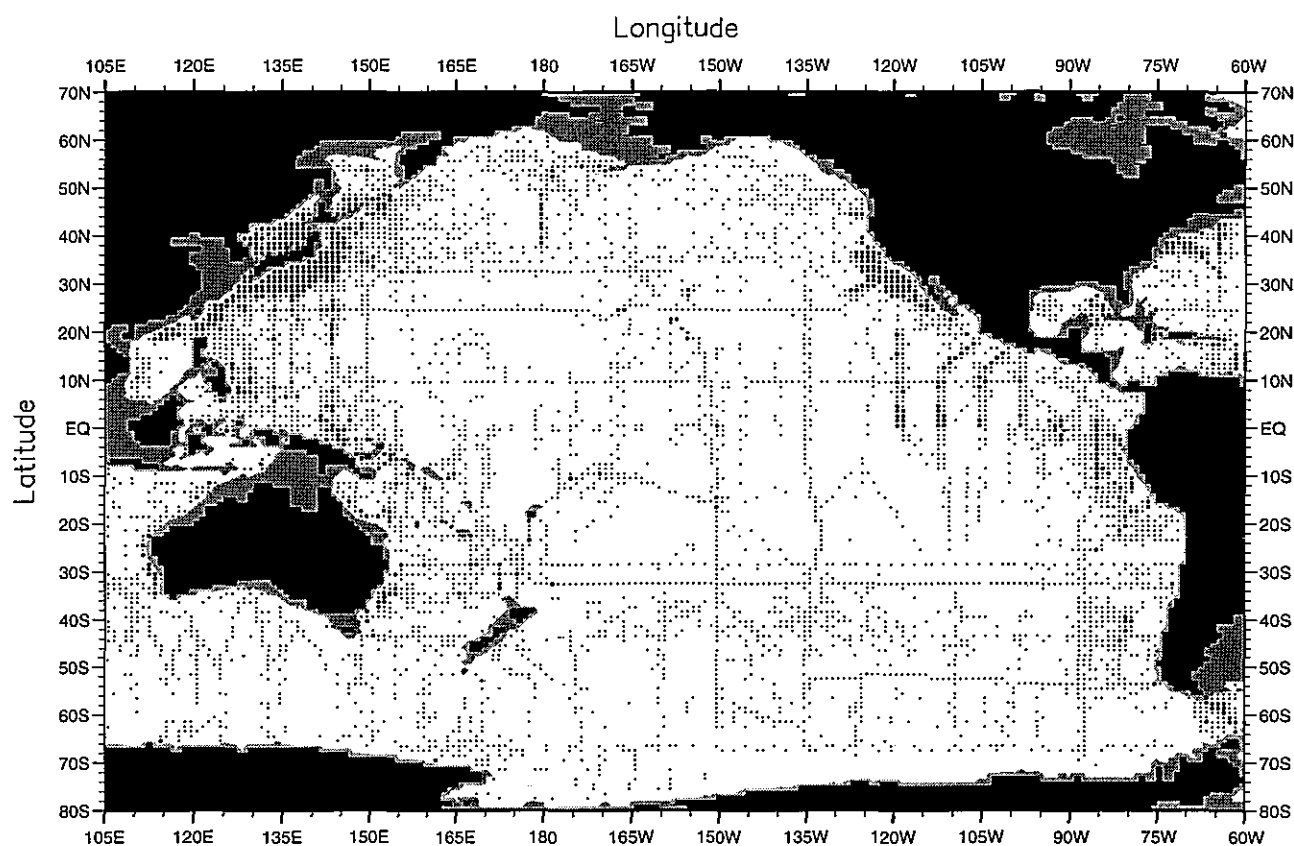 Longitude
105E 120E 135E 150E 165E 180 165W 150W 135W 120W 105W 90W 75W 60W
70N 70N
60N 60N
50N 50N
40N 40N
30N 30N
20N 20N
10N 10N
EQ EQ
10S 10S
20S 20S
30S 30S
40S 40S
50S 50S
60S 60S
70S 70S
80S 80S
Latitude
105E 120E 135E 150E 165E 180 165W 150W 135W 120W 105W 90W 75W 60W